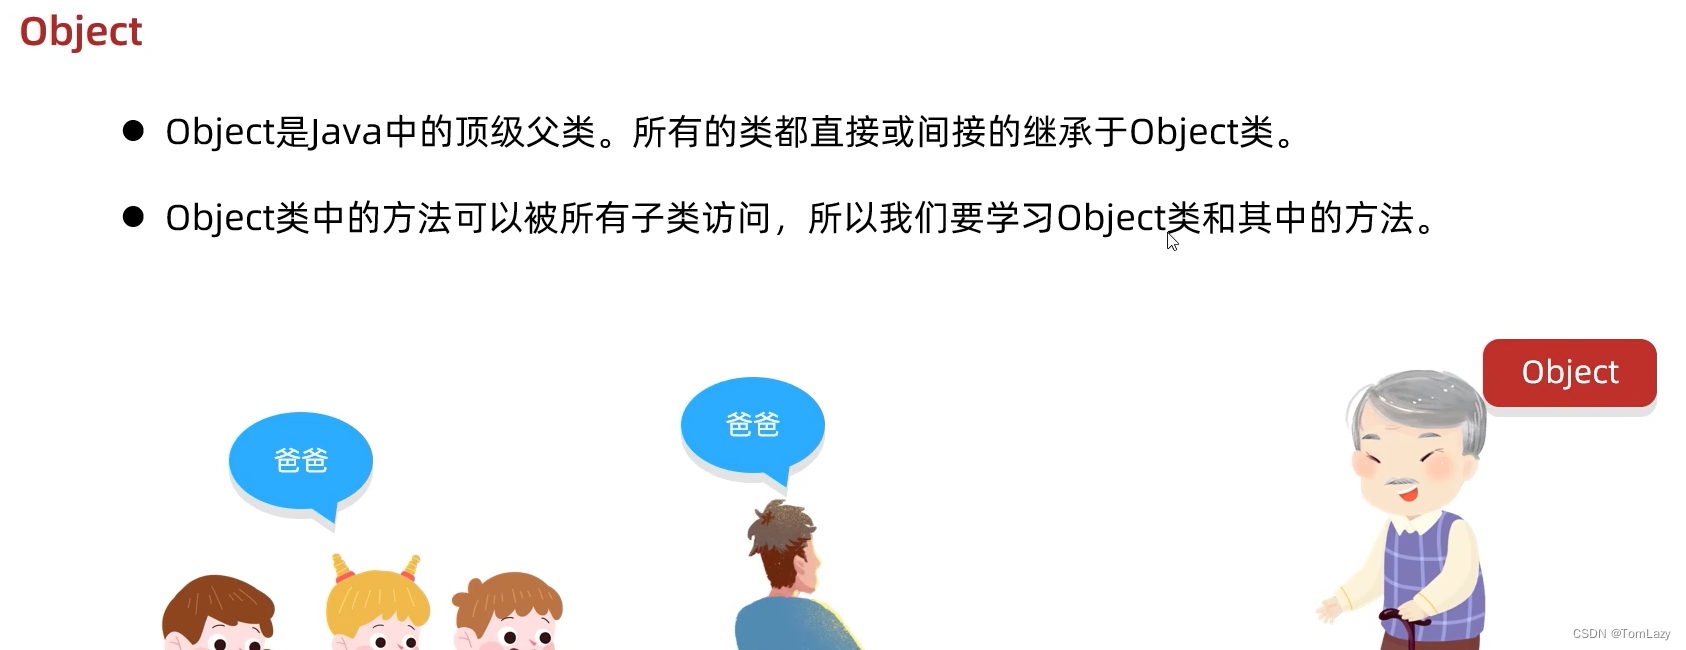 Object
● Object是Java中的顶级父类。所有的类都直接或间接的继承于Object类。
● Object类中的方法可以被所有子类访问，所以我们要学习Object类和其中的方法。
Object
爸爸
爸爸
CSDN @TomLazy